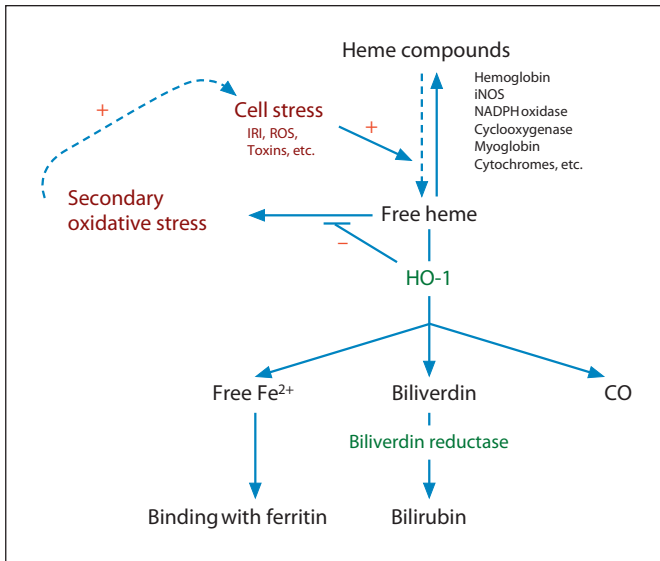 Heme compounds
Hemoglobin
iNOS
NADPH oxidase
Cyclooxygenase
Myoglobin
Cytochromes, etc.
+
Cell stress
IRI, ROS,
Toxins, etc.
+
Secondary
oxidative stress
Free heme
–
HO-1
Free Fe²⁺
Biliverdin
CO
Biliverdin reductase
Binding with ferritin
Bilirubin